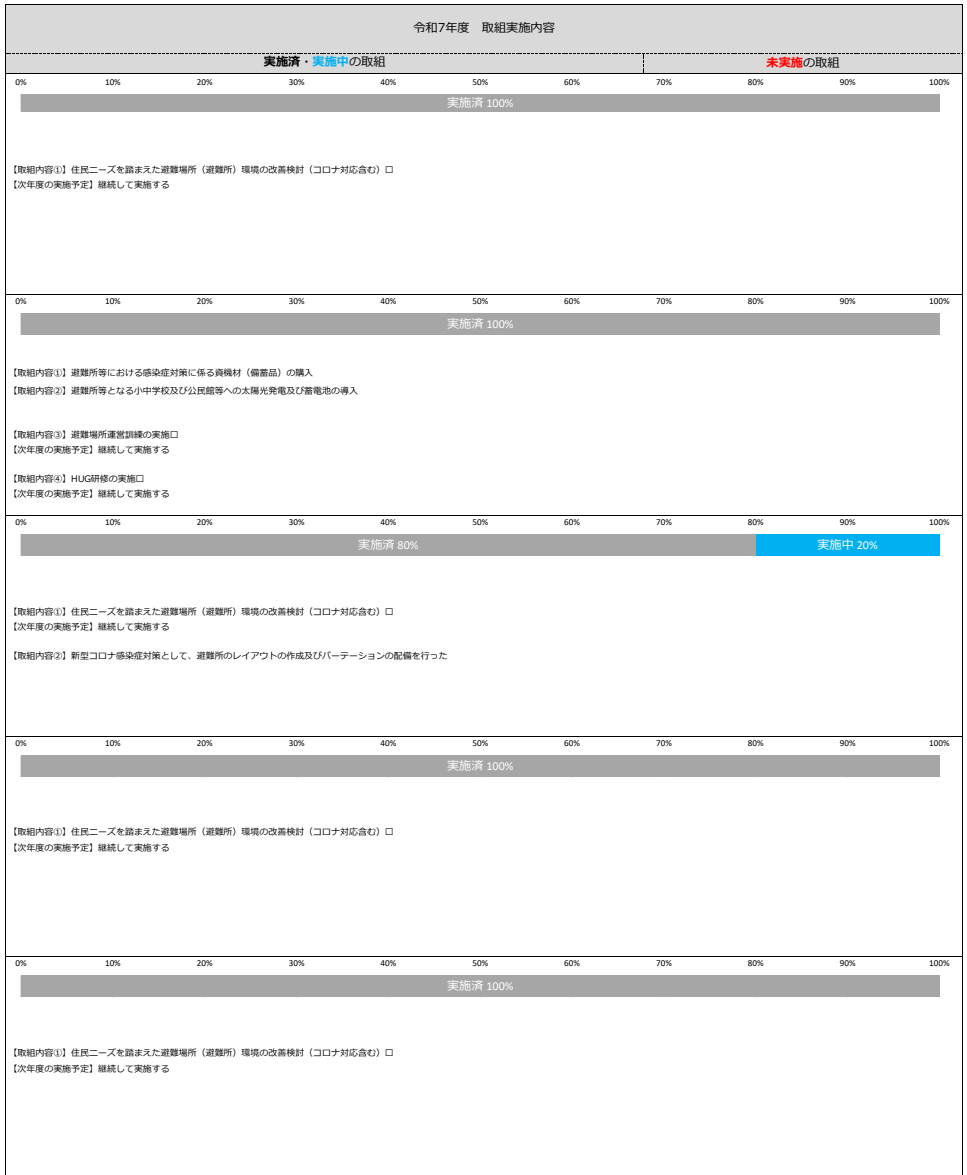 令和7年度　取組実施内容
実施済・実施中の取組　未実施の取組
0% 10% 20% 30% 40% 50% 60% 70% 80% 90% 100%
実施済 100%
【取組内容①】住民ニーズを踏まえた避難場所（避難所）環境の改善検討（コロナ対応含む）□
【次年度の実施予定】継続して実施する
0% 10% 20% 30% 40% 50% 60% 70% 80% 90% 100%
実施済 100%
【取組内容①】避難所等における感染症対策に係る資機材（備蓄品）の購入
【取組内容②】避難所等となる小中学校及び公民館等への太陽光発電及び蓄電池の導入
【取組内容③】避難場所運営訓練の実施□
【次年度の実施予定】継続して実施する
【取組内容④】HUG研修の実施□
【次年度の実施予定】継続して実施する
0% 10% 20% 30% 40% 50% 60% 70% 80% 90% 100%
実施済 80%　実施中 20%
【取組内容①】住民ニーズを踏まえた避難場所（避難所）環境の改善検討（コロナ対応含む）□
【次年度の実施予定】継続して実施する
【取組内容②】新型コロナ感染症対策として、避難所のレイアウトの作成及びパーテーションの配備を行った
0% 10% 20% 30% 40% 50% 60% 70% 80% 90% 100%
実施済 100%
【取組内容①】住民ニーズを踏まえた避難場所（避難所）環境の改善検討（コロナ対応含む）□
【次年度の実施予定】継続して実施する
0% 10% 20% 30% 40% 50% 60% 70% 80% 90% 100%
実施済 100%
【取組内容①】住民ニーズを踏まえた避難場所（避難所）環境の改善検討（コロナ対応含む）□
【次年度の実施予定】継続して実施する